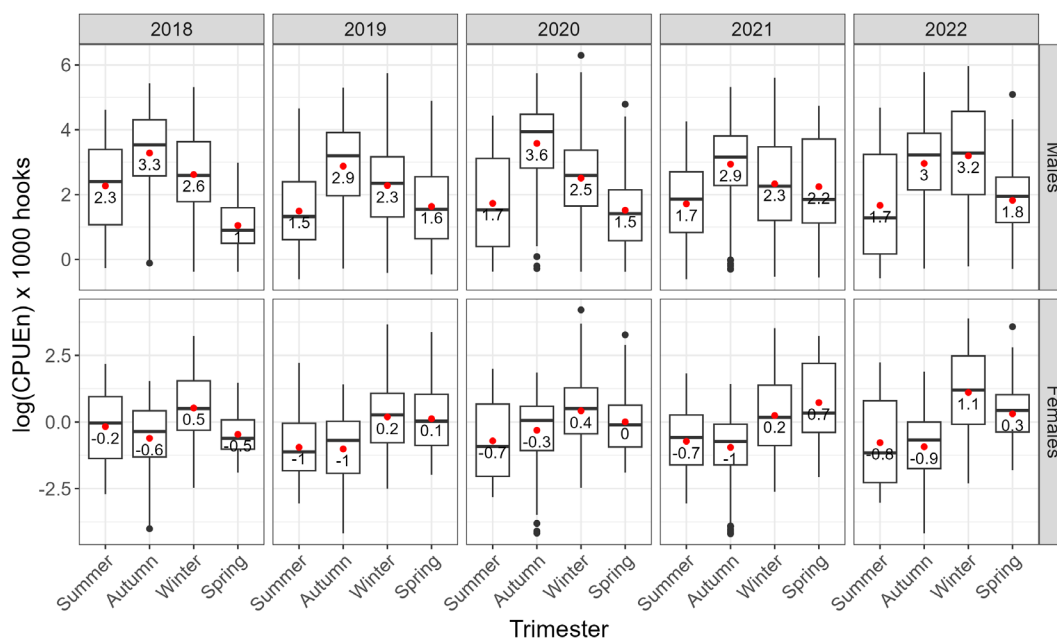 2018 2019 2020 2021 2022
log(CPUEn) x 1000 hooks
Males
6
4
2
0
2.3 3.3 2.6 1
1.5 2.9 2.3 1.6
1.7 3.6 2.5 1.5
1.7 2.9 2.3 2.2
1.7 3 3.2 1.8
Females
2.5
0.0
-2.5
-0.2 -0.6 0.5 -0.5
-1 -1 0.2 0.1
-0.7 -0.3 0.4 0
-0.7 -1 0.2 0.7
-0.8 -0.9 1.1 0.3
Summer Autumn Winter Spring Summer Autumn Winter Spring Summer Autumn Winter Spring Summer Autumn Winter Spring Summer Autumn Winter Spring
Trimester